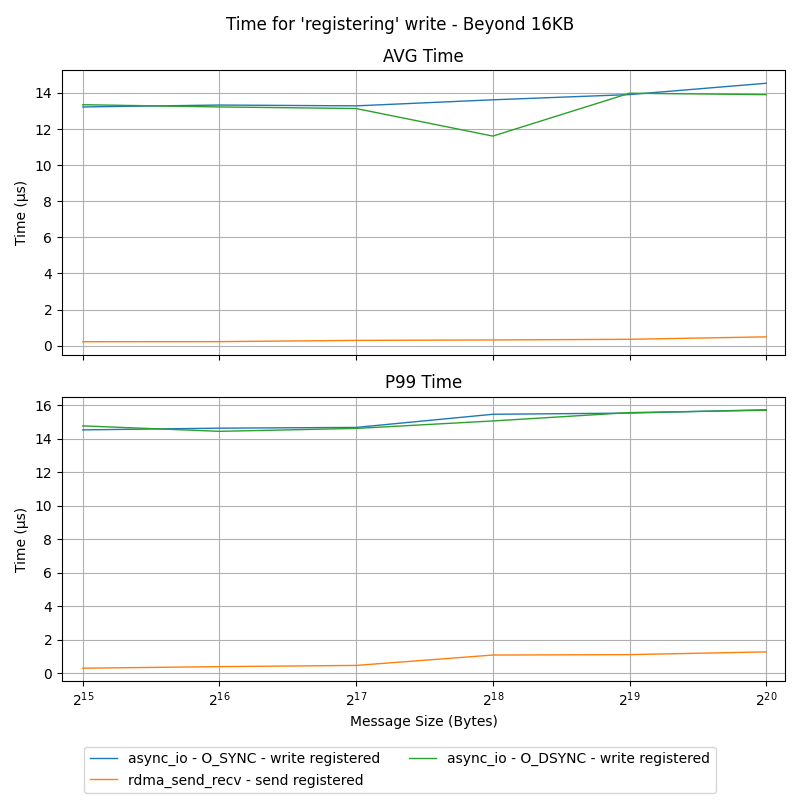 Time for 'registering' write - Beyond 16KB
AVG Time
14
12
10
8
6
4
2
0
Time (µs)
P99 Time
16
14
12
10
8
6
4
2
0
Time (µs)
2^15 2^16 2^17 2^18 2^19 2^20
Message Size (Bytes)
async_io - O_SYNC - write registered async_io - O_DSYNC - write registered
rdma_send_recv - send registered